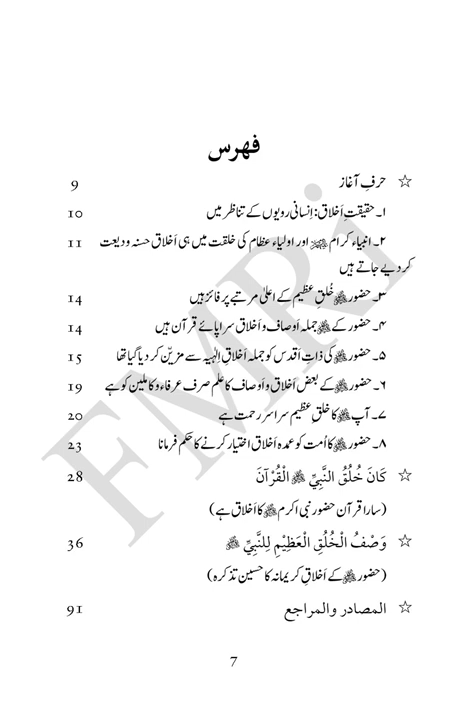 فهرس
☆ حرفِ آغاز 9
۱۔ حقیقتِ اَخلاق: اِنسانی رویوں کے تناظر میں 10
۲۔ انبیاء کرام علیہم السلام اور اولیاء عظام کی خلقت میں ہی اَخلاق حسنہ ودیعت 11
کر دیے جاتے ہیں
۳۔ حضور ﷺ خُلقِ عظیم کے اعلیٰ مرتبے پر فائز ہیں 14
۴۔ حضور کے ﷺ جملہ اَوصاف و اَخلاق سراپائے قرآن ہیں 14
۵۔ حضور ﷺ کی ذاتِ اَقدس کو جملہ اَخلاقِ اِلٰہیہ سے مزیّن کر دیا گیا تھا 15
۶۔ حضور ﷺ کے بعض اَخلاق و اَوصاف کا علم صرف عرفاء و کاملین کو ہے 19
۷۔ آپ ﷺ کا خلقِ عظیم سراسر رحمت ہے 20
۸۔ حضور ﷺ کا اُمت کو عمدہ اَخلاق اختیار کرنے کا حکم فرمانا 23
☆ كَانَ خُلُقُ النَّبِيِّ ﷺ الْقُرْآنَ 28
(سارا قرآن حضور نبی اکرم ﷺ کا اَخلاق ہے)
☆ وَصْفُ الْخُلُقِ الْعَظِيْمِ لِلنَّبِيِّ ﷺ 36
(حضور ﷺ کے اَخلاقِ کریمانہ کا حسین تذکرہ)
☆ المصادر والمراجع 91
7
FMRi